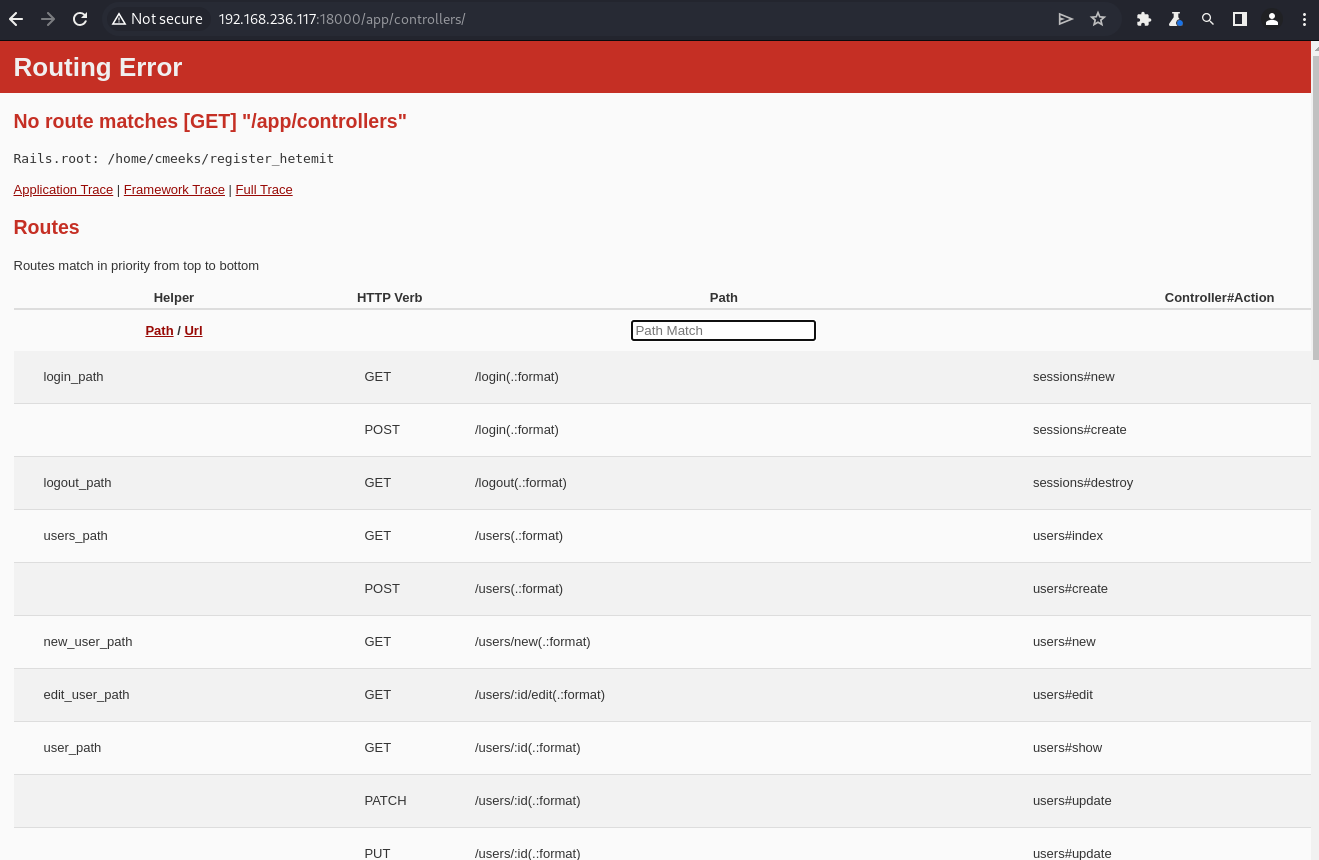 Not secure 192.168.236.117:18000/app/controllers/
Routing Error
No route matches [GET] "/app/controllers"
Rails.root: /home/cmeeks/register_hetemit
Application Trace | Framework Trace | Full Trace
Routes
Routes match in priority from top to bottom
Helper HTTP Verb Path Controller#Action
Path / Url Path Match
login_path GET /login(.:format) sessions#new
POST /login(.:format) sessions#create
logout_path GET /logout(.:format) sessions#destroy
users_path GET /users(.:format) users#index
POST /users(.:format) users#create
new_user_path GET /users/new(.:format) users#new
edit_user_path GET /users/:id/edit(.:format) users#edit
user_path GET /users/:id(.:format) users#show
PATCH /users/:id(.:format) users#update
PUT /users/:id(.:format) users#update